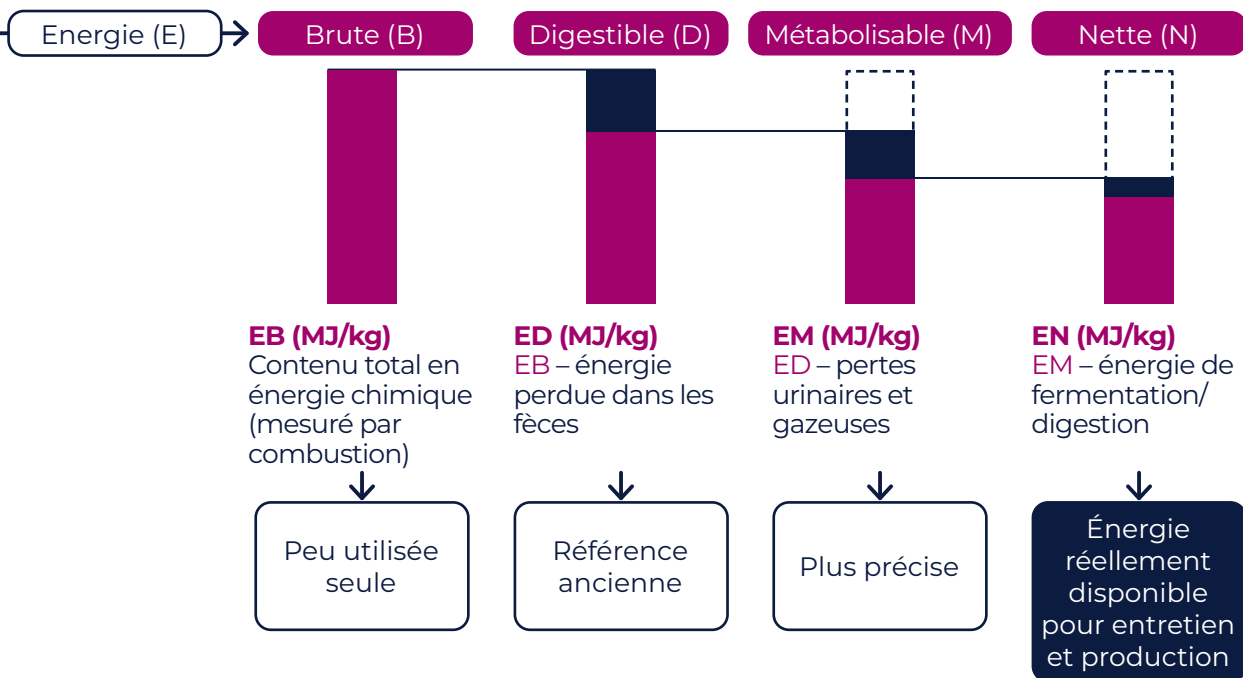 Energie (E)
Brute (B)
Digestible (D)
Métabolisable (M)
Nette (N)
EB (MJ/kg)
Contenu total en
énergie chimique
(mesuré par
combustion)
ED (MJ/kg)
EB – énergie
perdue dans les
fèces
EM (MJ/kg)
ED – pertes
urinaires et
gazeuses
EN (MJ/kg)
EM – énergie de
fermentation/
digestion
Peu utilisée
seule
Référence
ancienne
Plus précise
Énergie
réellement
disponible
pour entretien
et production